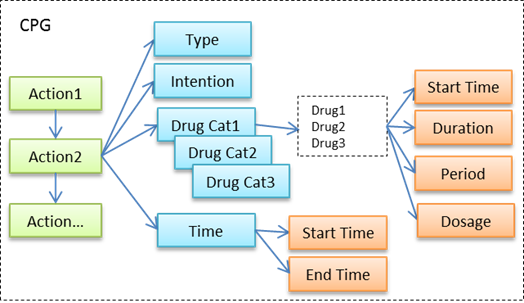 CPG
Action1
Action2
Action...
Type
Intention
Drug Cat1
Drug Cat2
Drug Cat3
Time
Drug1
Drug2
Drug3
Start Time
Duration
Period
Dosage
Start Time
End Time